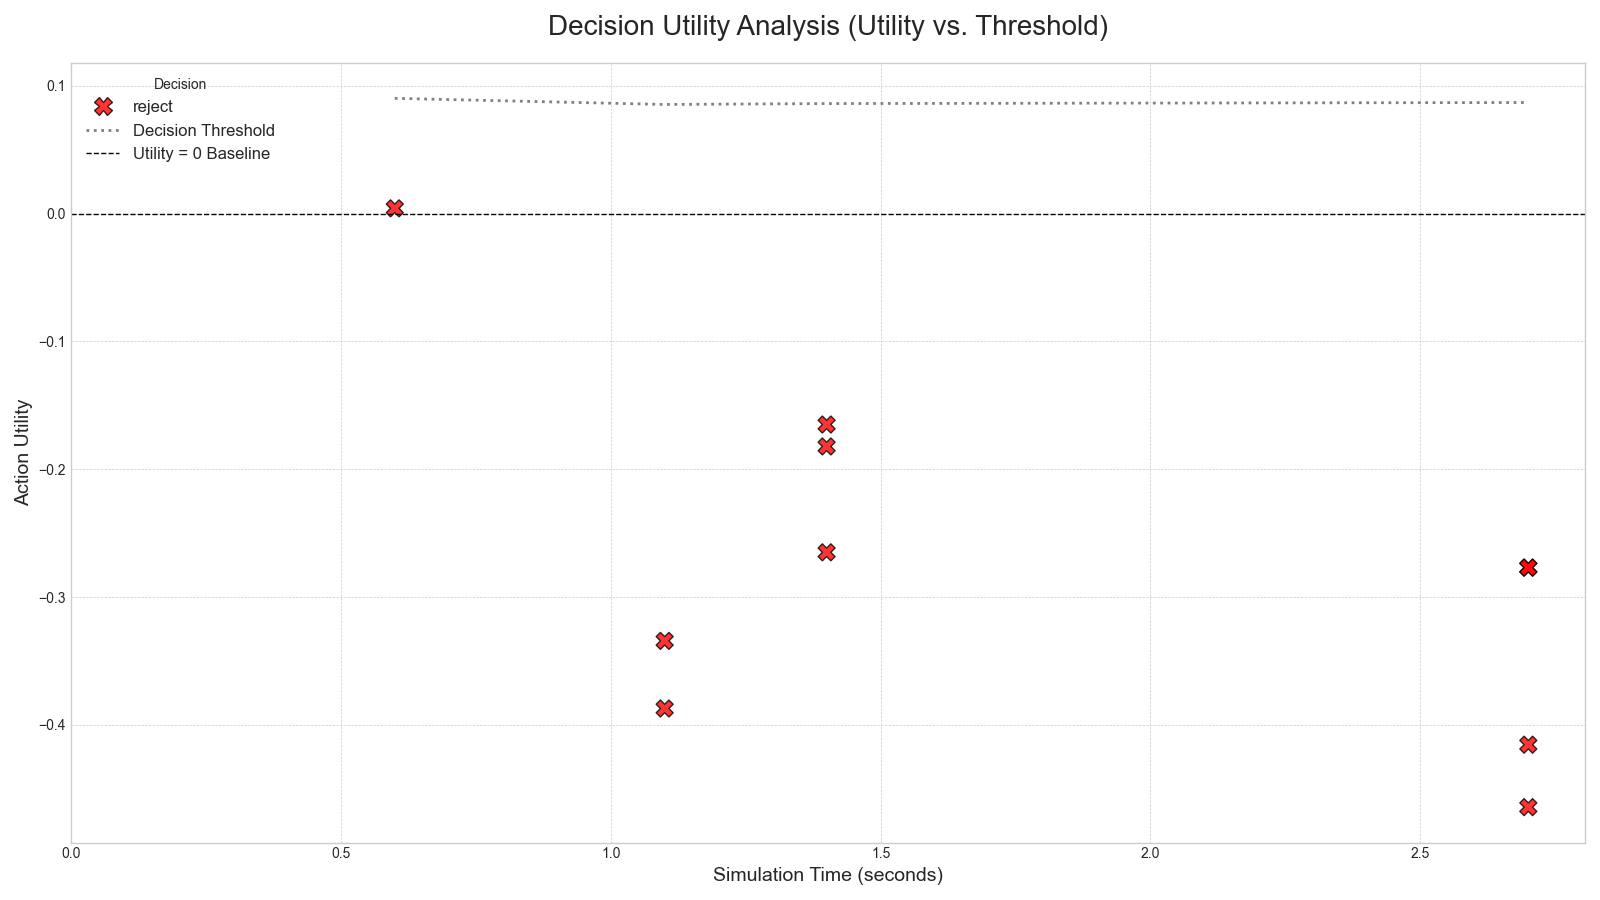 Decision Utility Analysis (Utility vs. Threshold)
Decision
reject
Decision Threshold
Utility = 0 Baseline
Action Utility
0.1
0.0
−0.1
−0.2
−0.3
−0.4
0.0 0.5 1.0 1.5 2.0 2.5
Simulation Time (seconds)